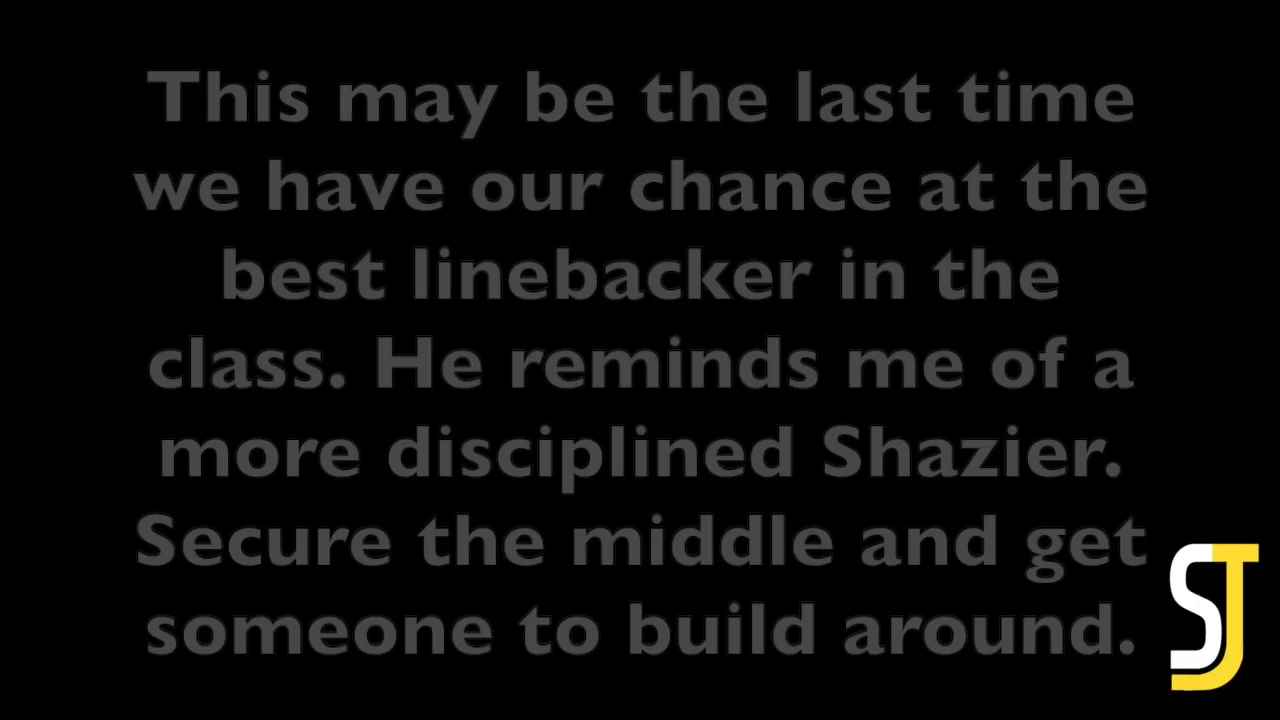 This may be the last time
we have our chance at the
best linebacker in the
class. He reminds me of a
more disciplined Shazier.
Secure the middle and get
someone to build around.
SJ